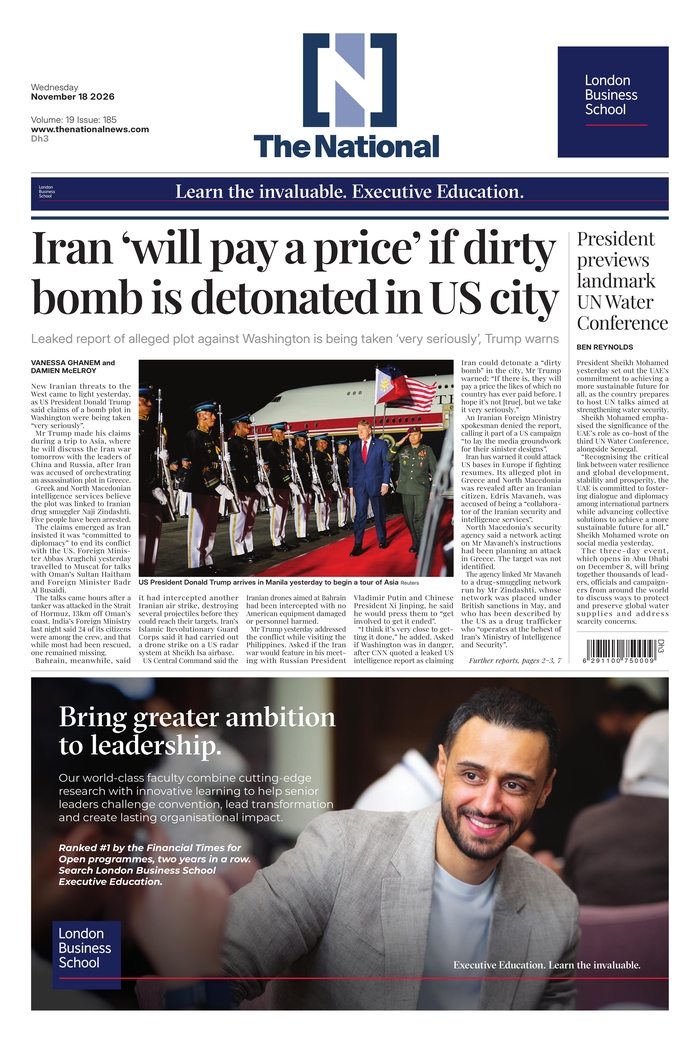 Wednesday
November 18 2026
Volume: 19 Issue: 185
www.thenationalnews.com
Dh3
N
The National
London
Business
School
London
Business
School
Learn the invaluable. Executive Education.
Iran ‘will pay a price’ if dirty
bomb is detonated in US city
Leaked report of alleged plot against Washington is being taken ‘very seriously’, Trump warns
VANESSA GHANEM and
DAMIEN McELROY
New Iranian threats to the
West came to light yesterday,
as US President Donald Trump
said claims of a bomb plot in
Washington were being taken
“very seriously”.
Mr Trump made his claims
during a trip to Asia, where
he will discuss the Iran war
tomorrow with the leaders of
China and Russia, after Iran
was accused of orchestrating
an assassination plot in Greece.
Greek and North Macedonian
intelligence services believe
the plot was linked to Iranian
drug smuggler Naji Zindashti.
Five people have been arrested.
The claims emerged as Iran
insisted it was “committed to
diplomacy” to end its conflict
with the US. Foreign Minis-
ter Abbas Araghchi yesterday
travelled to Muscat for talks
with Oman's Sultan Haitham
and Foreign Minister Badr
Al Busaidi.
The talks came hours after a
tanker was attacked in the Strait
of Hormuz, 13km off Oman's
coast. India's Foreign Ministry
last night said 24 of its citizens
were among the crew, and that
while most had been rescued,
one remained missing.
Bahrain, meanwhile, said
US President Donald Trump arrives in Manila yesterday to begin a tour of Asia Reuters
it had intercepted another
Iranian air strike, destroying
several projectiles before they
could reach their targets. Iran's
Islamic Revolutionary Guard
Corps said it had carried out
a drone strike on a US radar
system at Sheikh Isa airbase.
US Central Command said the
Iranian drones aimed at Bahrain
had been intercepted with no
American equipment damaged
or personnel harmed.
Mr Trump yesterday addressed
the conflict while visiting the
Philippines. Asked if the Iran
war would feature in his meet-
ing with Russian President
Vladimir Putin and Chinese
President Xi Jinping, he said
he would press them to “get
involved to get it ended”.
“I think it's very close to get-
ting it done,” he added. Asked
if Washington was in danger,
after CNN quoted a leaked US
intelligence report as claiming
Iran could detonate a “dirty
bomb” in the city, Mr Trump
warned: “If there is, they will
pay a price the likes of which no
country has ever paid before. I
hope it's not [true], but we take
it very seriously.”
An Iranian Foreign Ministry
spokesman denied the report,
calling it part of a US campaign
“to lay the media groundwork
for their sinister designs”.
Iran has warned it could attack
US bases in Europe if fighting
resumes. Its alleged plot in
Greece and North Macedonia
was revealed after an Iranian
citizen, Edris Mavaneh, was
accused of being a “collabora-
tor of the Iranian security and
intelligence services”.
North Macedonia's security
agency said a network acting
on Mr Mavaneh's instructions
had been planning an attack
in Greece. The target was not
identified.
The agency linked Mr Mavaneh
to a drug-smuggling network
run by Mr Zindashti, whose
network was placed under
British sanctions in May, and
who has been described by
the US as a drug trafficker
who “operates at the behest of
Iran's Ministry of Intelligence
and Security”.
Further reports, pages 2–3, 7
President
previews
landmark
UN Water
Conference
BEN REYNOLDS
President Sheikh Mohamed
yesterday set out the UAE's
commitment to achieving a
more sustainable future for
all, as the country prepares
to host UN talks aimed at
strengthening water security.
Sheikh Mohamed empha-
sised the significance of the
UAE's role as co-host of the
third UN Water Conference,
alongside Senegal.
“Recognising the critical
link between water resilience
and global development,
stability and prosperity, the
UAE is committed to foster-
ing dialogue and diplomacy
among international partners
while advancing collective
solutions to achieve a more
sustainable future for all,”
Sheikh Mohamed wrote on
social media yesterday.
The three-day event,
which opens in Abu Dhabi
on December 8, will bring
together thousands of lead-
ers, officials and campaign-
ers from around the world
to discuss ways to protect
and preserve global water
supplies and address
scarcity concerns.
Dh3
6 291100 750009
Bring greater ambition
to leadership.
Our world-class faculty combine cutting-edge
research with innovative learning to help senior
leaders challenge convention, lead transformation
and create lasting organisational impact.
Ranked #1 by the Financial Times for
Open programmes, two years in a row.
Search London Business School
Executive Education.
London
Business
School
Executive Education. Learn the invaluable.